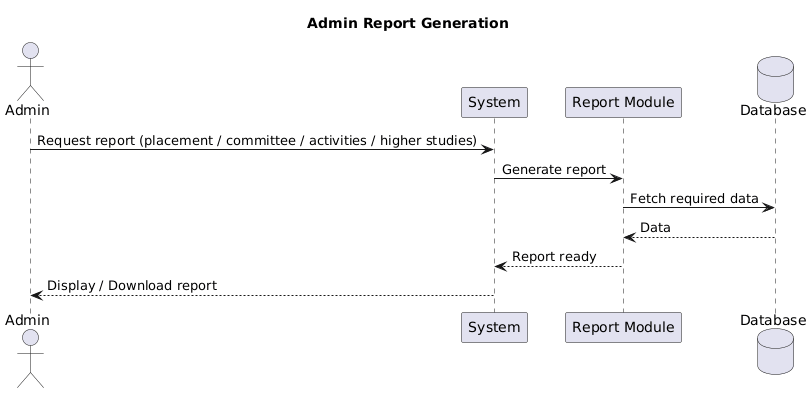 Admin Report Generation
Admin
System
Report Module
Database
Request report (placement / committee / activities / higher studies)
Generate report
Fetch required data
Data
Report ready
Display / Download report
Admin
System
Report Module
Database